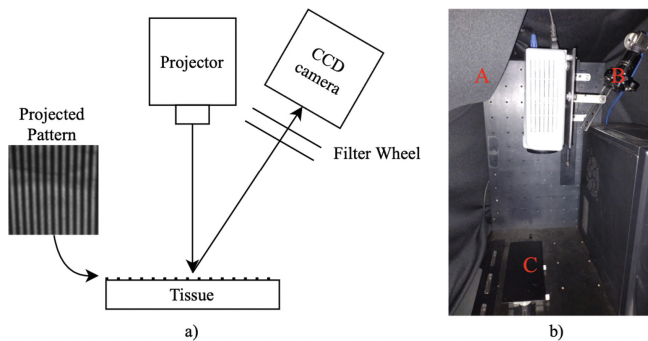 Projector
CCD
camera
Projected
Pattern
Filter Wheel
Tissue
a)
A
B
C
b)